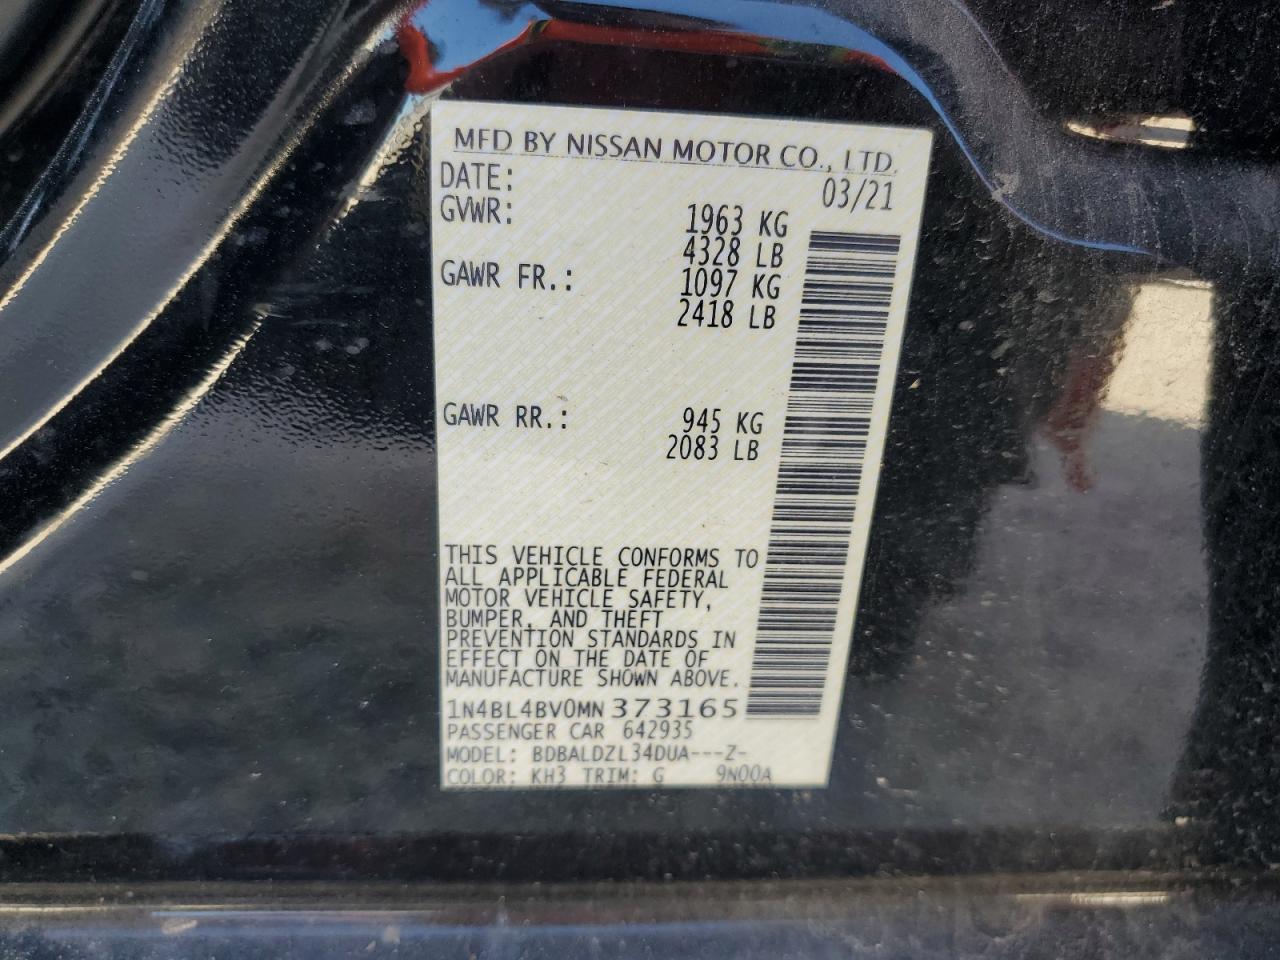 MFD BY NISSAN MOTOR CO., LTD.
DATE: 03/21
GVWR: 1963 KG
4328 LB
GAWR FR.: 1097 KG
2418 LB
GAWR RR.: 945 KG
2083 LB
THIS VEHICLE CONFORMS TO
ALL APPLICABLE FEDERAL
MOTOR VEHICLE SAFETY,
BUMPER, AND THEFT
PREVENTION STANDARDS IN
EFFECT ON THE DATE OF
MANUFACTURE SHOWN ABOVE.
1N4BL4BV0MN373165
PASSENGER CAR 642935
MODEL: BDBALDZL34DUA---Z-
COLOR: KH3 TRIM: G 9N00A